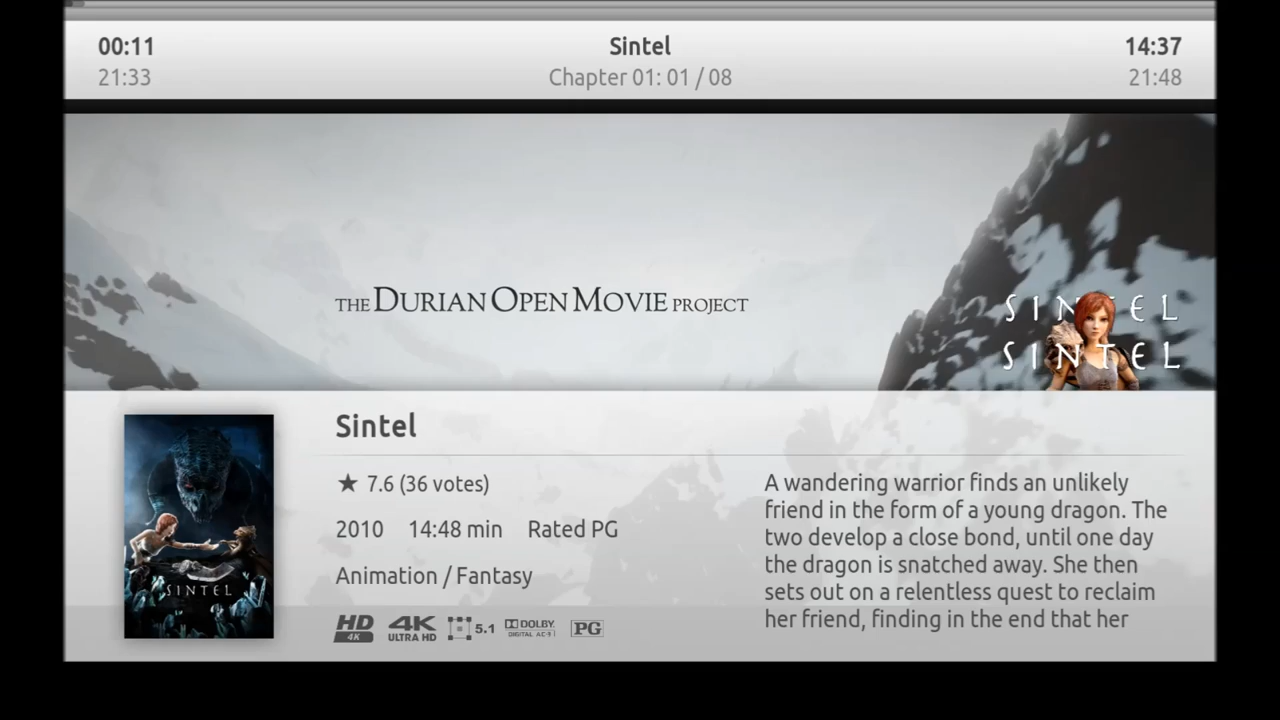 00:11
Sintel
14:37
21:33
Chapter 01: 01 / 08
21:48
THE DURIAN OPEN MOVIE PROJECT
SINTEL
SINTEL
Sintel
7.6 (36 votes)
2010 14:48 min Rated PG
Animation / Fantasy
HD
4K
4K
ULTRA HD
5.1
DOLBY
DIGITAL AC-3
PG
A wandering warrior finds an unlikely
friend in the form of a young dragon. The
two develop a close bond, until one day
the dragon is snatched away. She then
sets out on a relentless quest to reclaim
her friend, finding in the end that her
SINTEL